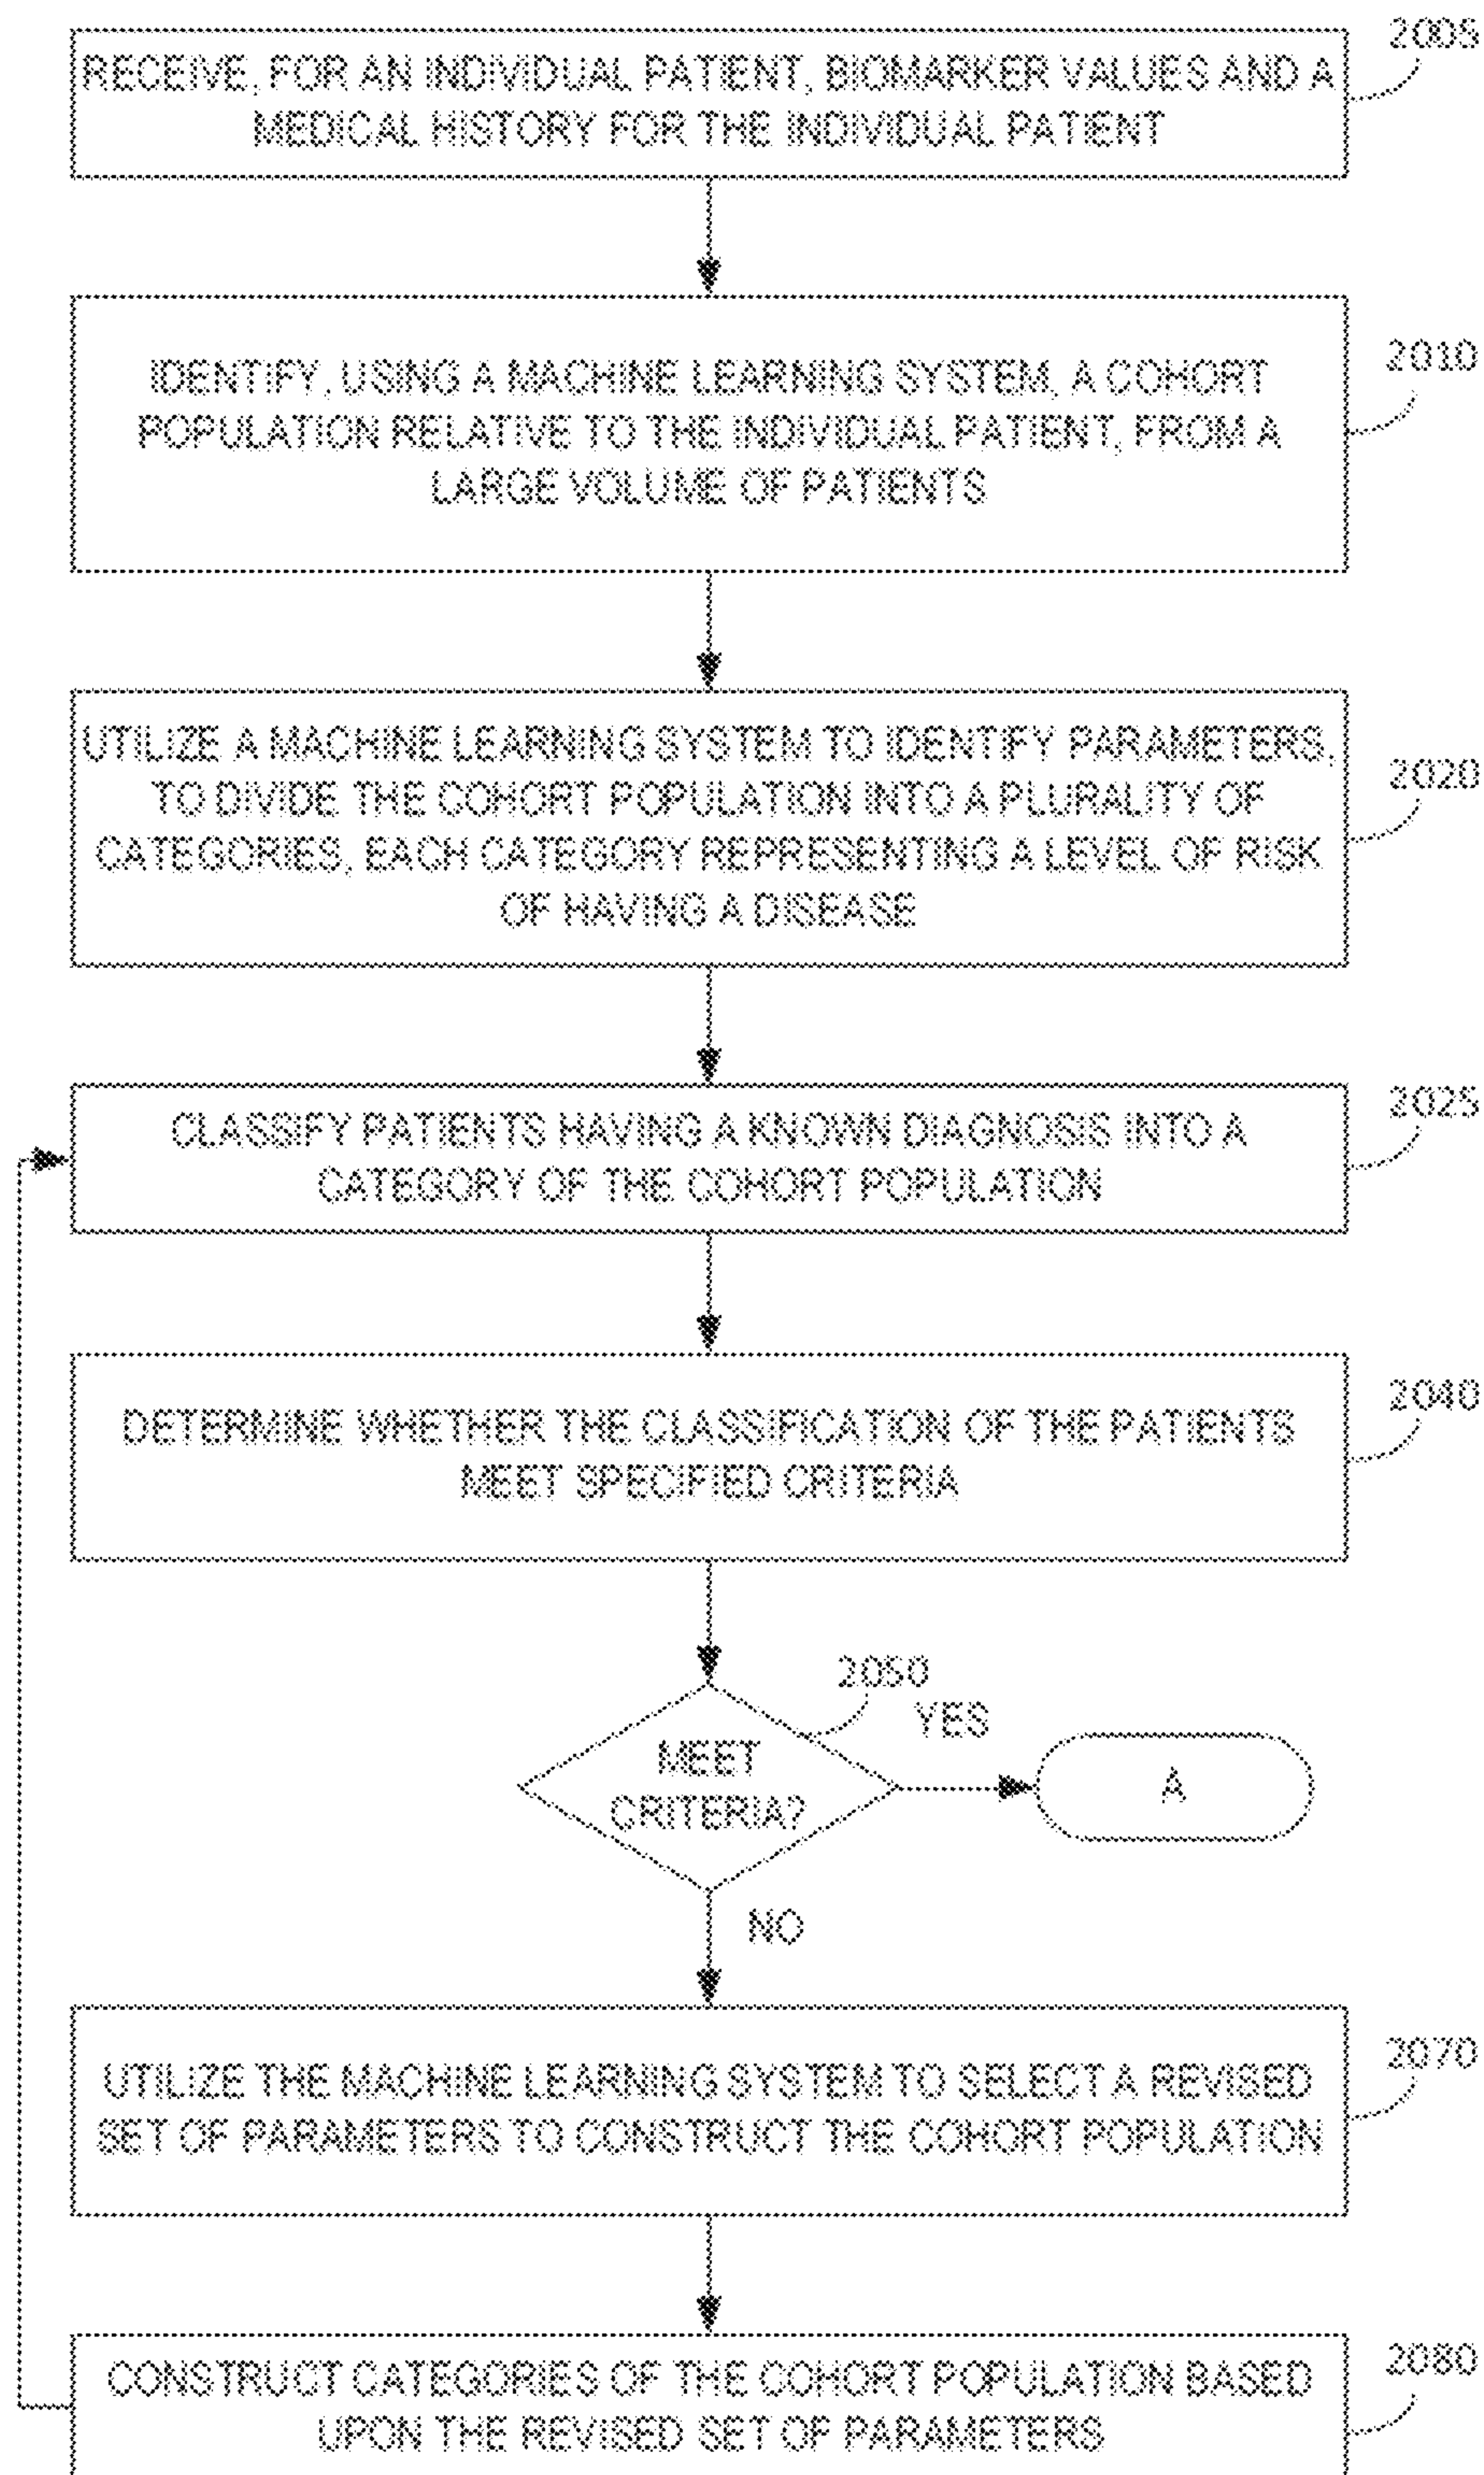 2005
RECEIVE, FOR AN INDIVIDUAL PATIENT, BIOMARKER VALUES AND A
MEDICAL HISTORY FOR THE INDIVIDUAL PATIENT
2010
IDENTIFY, USING A MACHINE LEARNING SYSTEM, A COHORT
POPULATION RELATIVE TO THE INDIVIDUAL PATIENT, FROM A
LARGE VOLUME OF PATIENTS
2020
UTILIZE A MACHINE LEARNING SYSTEM TO IDENTIFY PARAMETERS,
TO DIVIDE THE COHORT POPULATION INTO A PLURALITY OF
CATEGORIES, EACH CATEGORY REPRESENTING A LEVEL OF RISK
OF HAVING A DISEASE
2025
CLASSIFY PATIENTS HAVING A KNOWN DIAGNOSIS INTO A
CATEGORY OF THE COHORT POPULATION
2040
DETERMINE WHETHER THE CLASSIFICATION OF THE PATIENTS
MEET SPECIFIED CRITERIA
2050
YES
MEET
CRITERIA?
A
NO
2070
UTILIZE THE MACHINE LEARNING SYSTEM TO SELECT A REVISED
SET OF PARAMETERS TO CONSTRUCT THE COHORT POPULATION
2080
CONSTRUCT CATEGORIES OF THE COHORT POPULATION BASED
UPON THE REVISED SET OF PARAMETERS